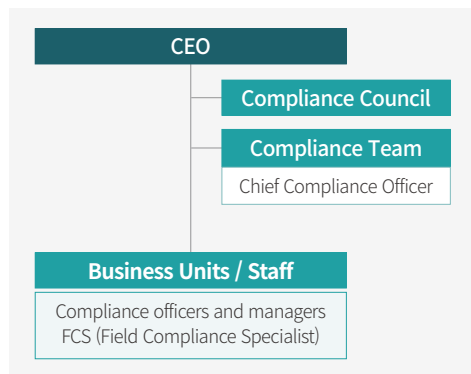 CEO
Compliance Council
Compliance Team
Chief Compliance Officer
Business Units / Staff
Compliance officers and managers
FCS (Field Compliance Specialist)